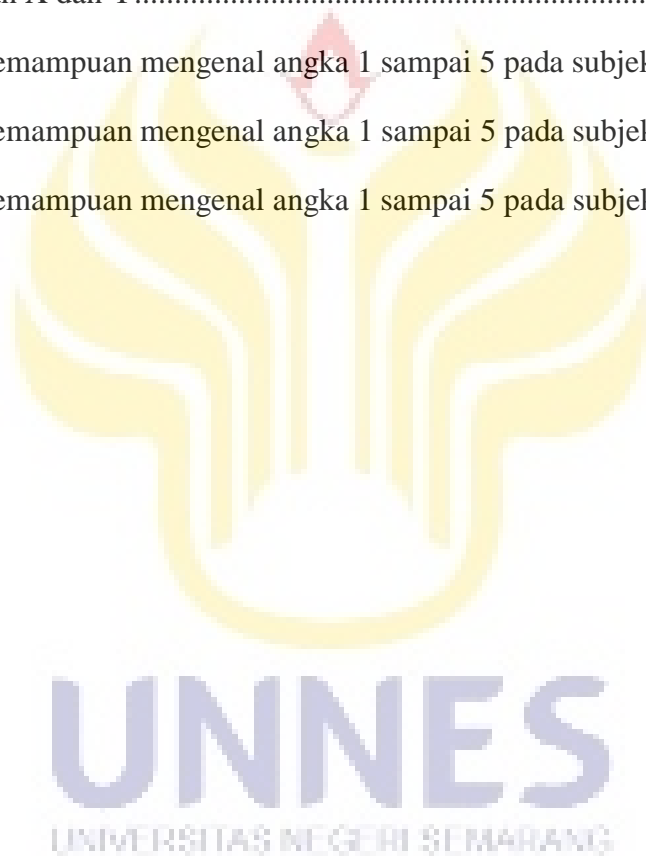 dan Y................................................................
emampuan mengenal angka 1 sampai 5 pada subjek
emampuan mengenal angka 1 sampai 5 pada subjek
emampuan mengenal angka 1 sampai 5 pada subjek
UNNES
UNIVERSITAS NEGERI SEMARANG